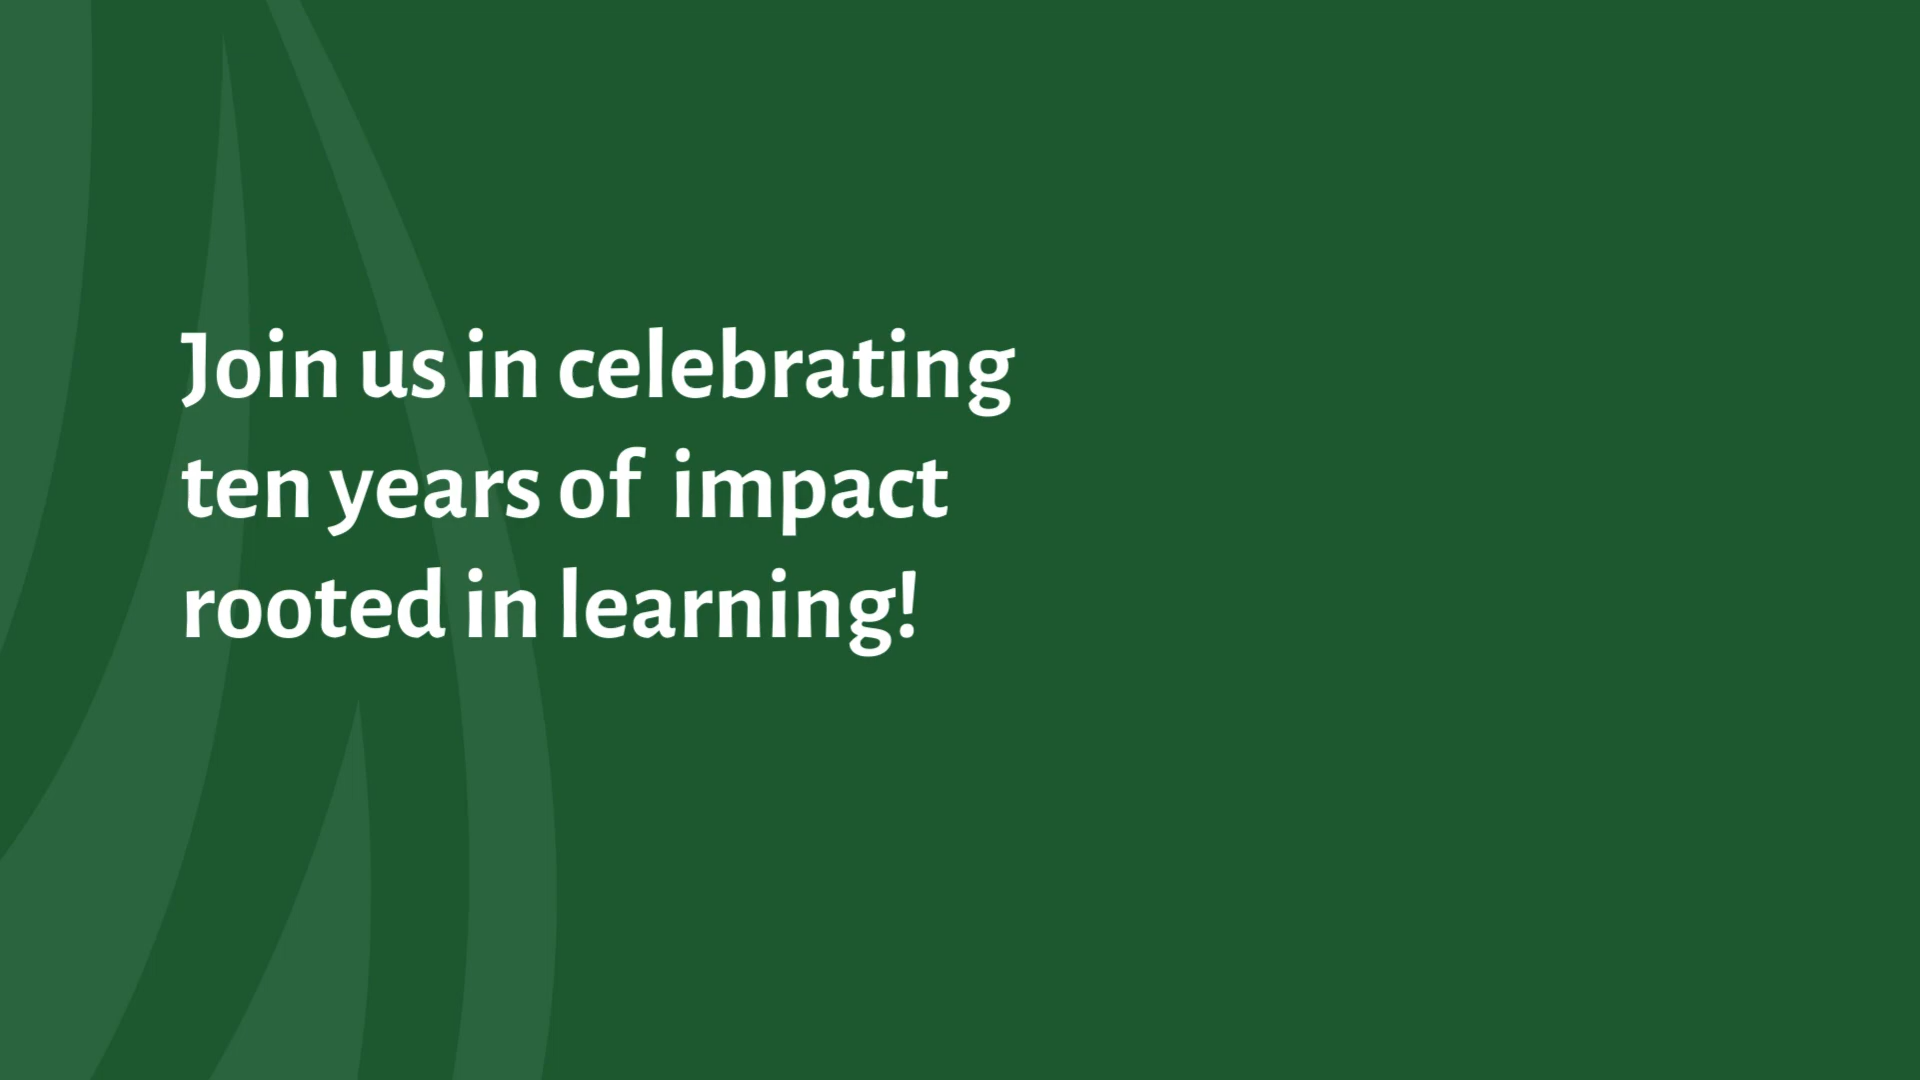 Join us in celebrating
ten years of impact
rooted in learning!